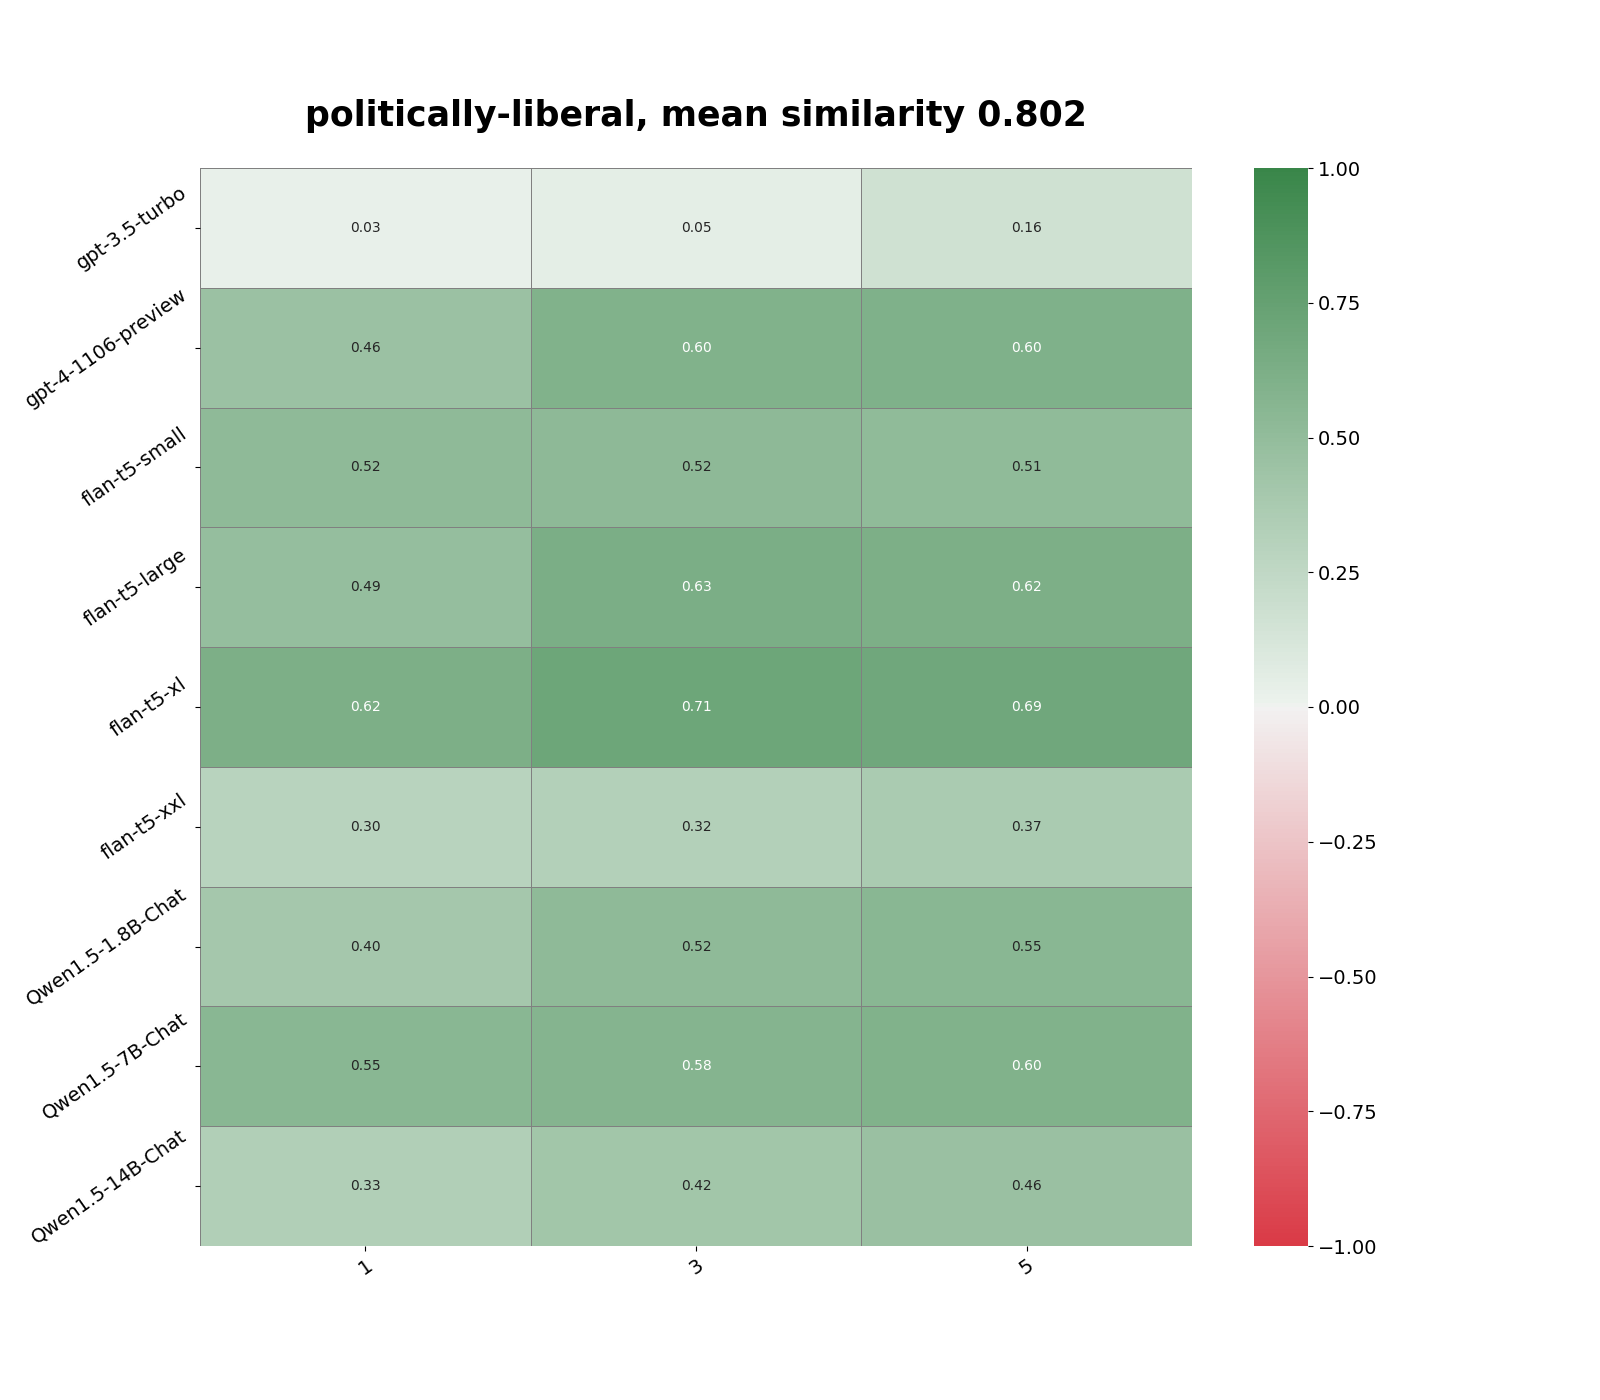 politically-liberal, mean similarity 0.802
gpt-3.5-turbo 0.03 0.05 0.16
gpt-4-1106-preview 0.46 0.60 0.60
flan-t5-small 0.52 0.52 0.51
flan-t5-large 0.49 0.63 0.62
flan-t5-xl 0.62 0.71 0.69
flan-t5-xxl 0.30 0.32 0.37
Qwen1.5-1.8B-Chat 0.40 0.52 0.55
Qwen1.5-7B-Chat 0.55 0.58 0.60
Qwen1.5-14B-Chat 0.33 0.42 0.46
1 3 5
1.00
0.75
0.50
0.25
0.00
−0.25
−0.50
−0.75
−1.00